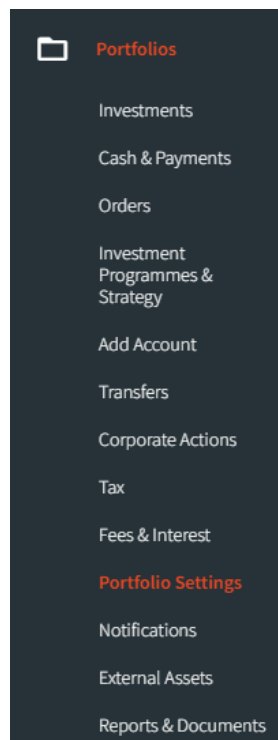 Portfolios
Investments
Cash & Payments
Orders
Investment
Programmes &
Strategy
Add Account
Transfers
Corporate Actions
Tax
Fees & Interest
Portfolio Settings
Notifications
External Assets
Reports & Documents